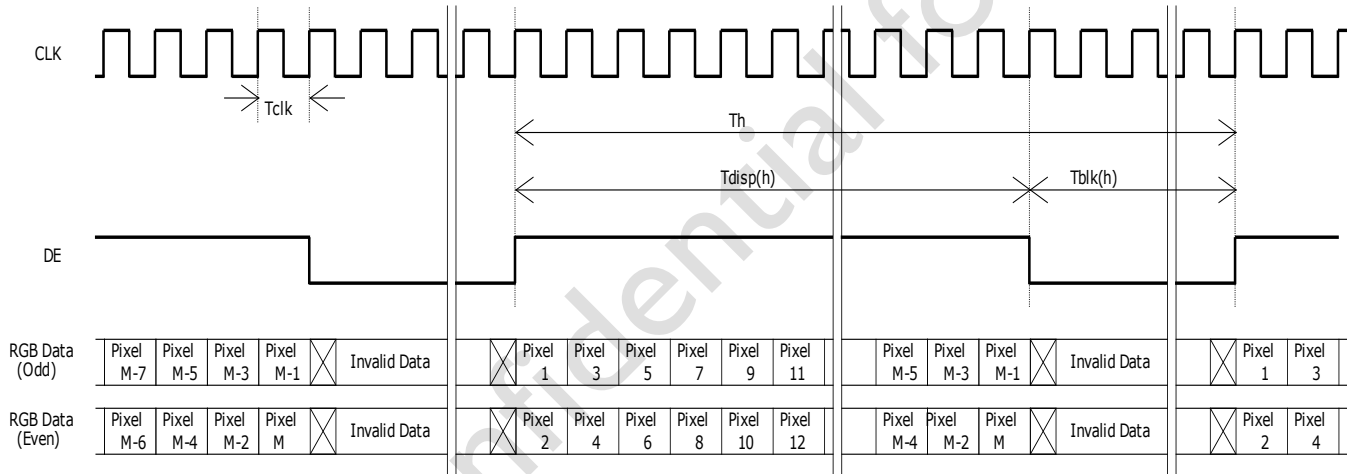 CLK
Tclk
Th
Tdisp(h)
Tblk(h)
DE
RGB Data
(Odd)
Pixel M-7
Pixel M-5
Pixel M-3
Pixel M-1
Invalid Data
Pixel 1
Pixel 3
Pixel 5
Pixel 7
Pixel 9
Pixel 11
Pixel M-5
Pixel M-3
Pixel M-1
Invalid Data
Pixel 1
Pixel 3
RGB Data
(Even)
Pixel M-6
Pixel M-4
Pixel M-2
Pixel M
Invalid Data
Pixel 2
Pixel 4
Pixel 6
Pixel 8
Pixel 10
Pixel 12
Pixel M-4
Pixel M-2
Pixel M
Invalid Data
Pixel 2
Pixel 4
nfidential fo